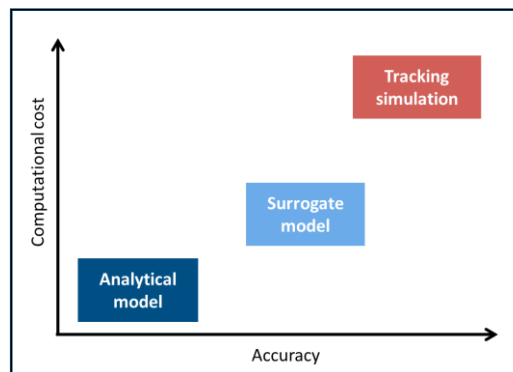 Computational cost
Tracking
simulation
Surrogate
model
Analytical
model
Accuracy